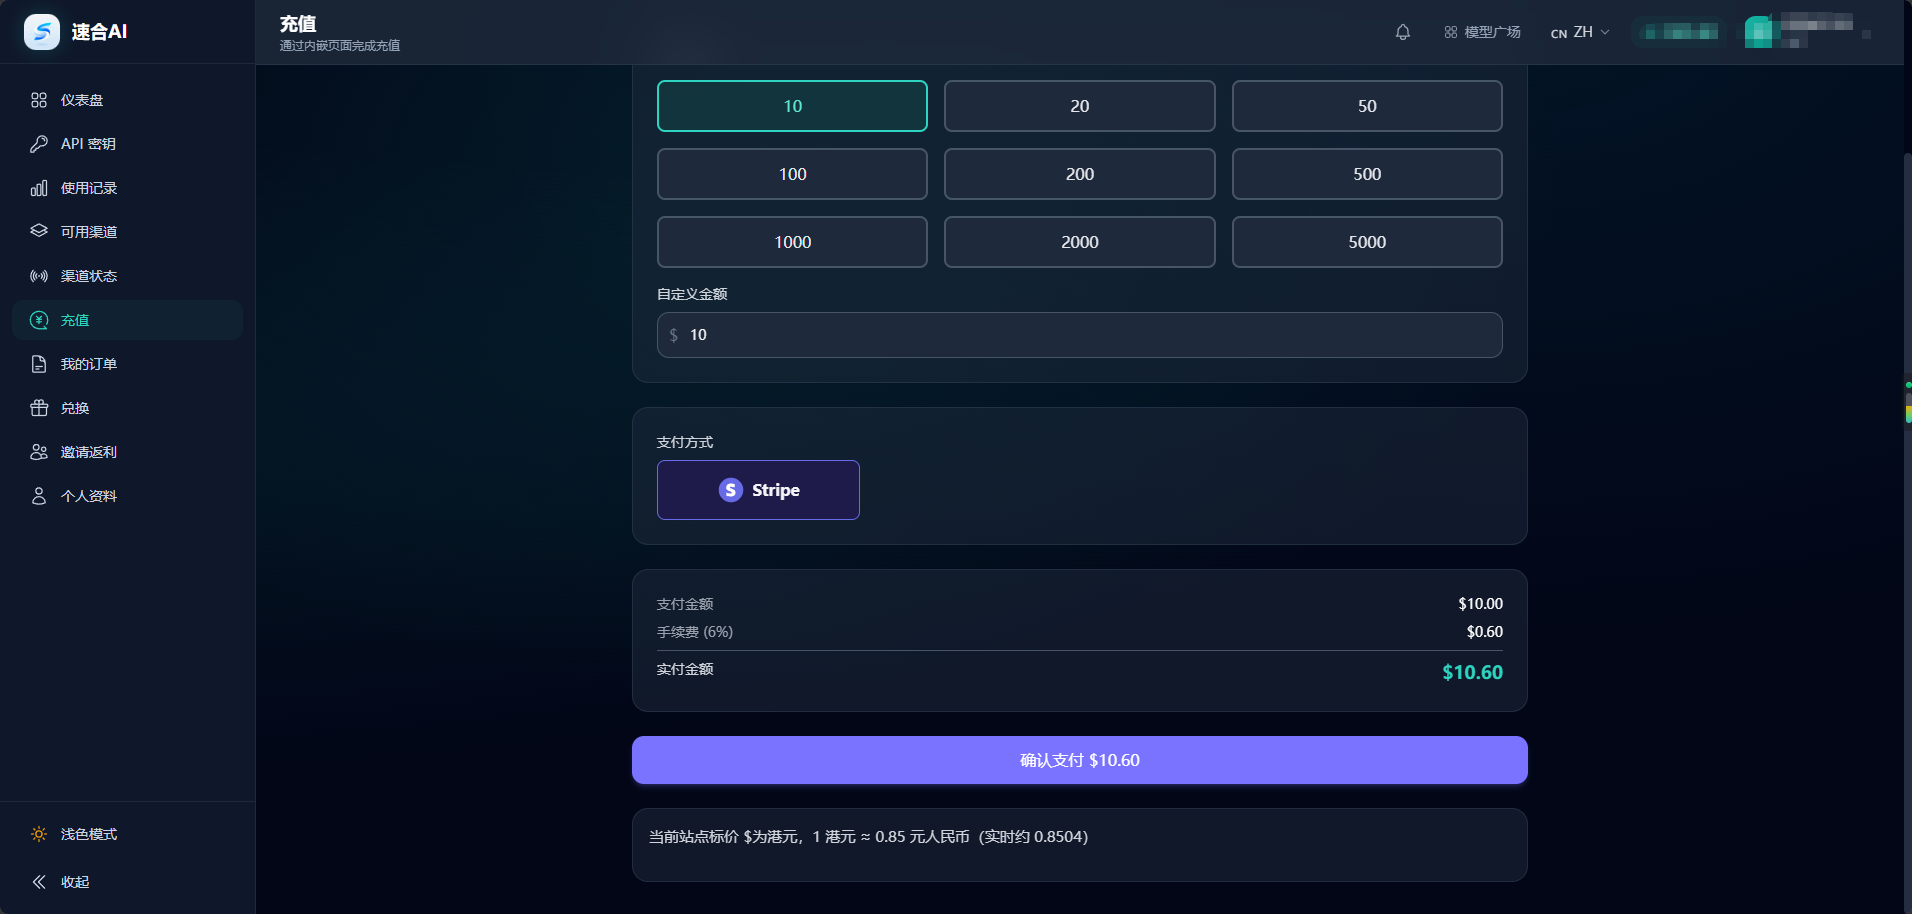 速合AI
充值
通过内嵌页面完成充值
模型广场
CN ZH
仪表盘
API 密钥
使用记录
可用渠道
渠道状态
充值
我的订单
兑换
邀请返利
个人资料
浅色模式
收起
10
20
50
100
200
500
1000
2000
5000
自定义金额
$ 10
支付方式
S Stripe
支付金额 $10.00
手续费 (6%) $0.60
实付金额 $10.60
确认支付 $10.60
当前站点标价 $为港元，1 港元 ≈ 0.85 元人民币（实时约 0.8504）